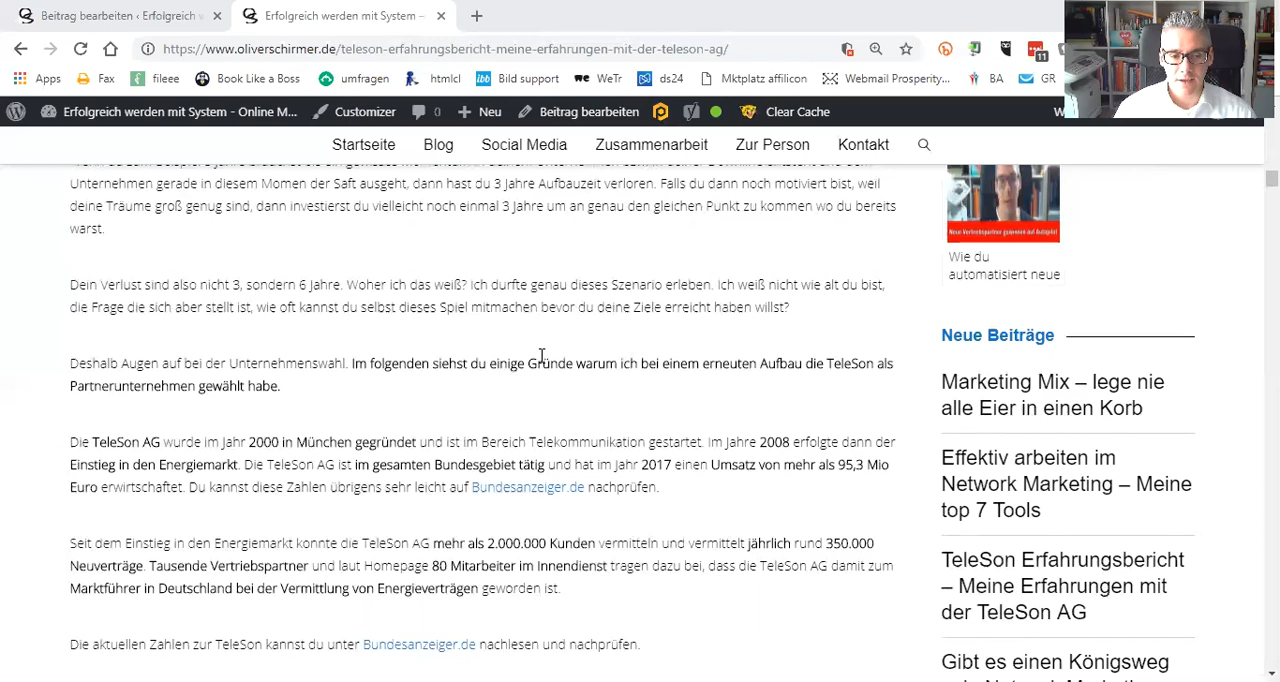 Beitrag bearbeiten ‹ Erfolgreich
Erfolgreich werden mit System –
https://www.oliverschirmer.de/teleson-erfahrungsbericht-meine-erfahrungen-mit-der-teleson-ag/
11
Apps Fax fileee Book Like a Boss umfragen htmlcl Bild support WeTr ds24 Mktplatz affilicon Webmail Prosperity... BA GR
Erfolgreich werden mit System - Online M... Customizer 0 Neu Beitrag bearbeiten Clear Cache
Startseite Blog Social Media Zusammenarbeit Zur Person Kontakt
Unternehmen gerade in diesem Momen der Saft ausgeht, dann hast du 3 Jahre Aufbauzeit verloren. Falls du dann noch motiviert bist, weil
deine Träume groß genug sind, dann investierst du vielleicht noch einmal 3 Jahre um an genau den gleichen Punkt zu kommen wo du bereits
warst.
Dein Verlust sind also nicht 3, sondern 6 Jahre. Woher ich das weiß? Ich durfte genau dieses Szenario erleben. Ich weiß nicht wie alt du bist,
die Frage die sich aber stellt ist, wie oft kannst du selbst dieses Spiel mitmachen bevor du deine Ziele erreicht haben willst?
Deshalb Augen auf bei der Unternehmenswahl. Im folgenden siehst du einige Gründe warum ich bei einem erneuten Aufbau die TeleSon als
Partnerunternehmen gewählt habe.
Die TeleSon AG wurde im Jahr 2000 in München gegründet und ist im Bereich Telekommunikation gestartet. Im Jahre 2008 erfolgte dann der
Einstieg in den Energiemarkt. Die TeleSon AG ist im gesamten Bundesgebiet tätig und hat im Jahr 2017 einen Umsatz von mehr als 95,3 Mio
Euro erwirtschaftet. Du kannst diese Zahlen übrigens sehr leicht auf Bundesanzeiger.de nachprüfen.
Seit dem Einstieg in den Energiemarkt konnte die TeleSon AG mehr als 2.000.000 Kunden vermitteln und vermittelt jährlich rund 350.000
Neuverträge. Tausende Vertriebspartner und laut Homepage 80 Mitarbeiter im Innendienst tragen dazu bei, dass die TeleSon AG damit zum
Marktführer in Deutschland bei der Vermittlung von Energieverträgen geworden ist.
Die aktuellen Zahlen zur TeleSon kannst du unter Bundesanzeiger.de nachlesen und nachprüfen.
Neue Vertriebspartner gewinnen auf Autopilot
Wie du
automatisiert neue
Neue Beiträge
Marketing Mix – lege nie
alle Eier in einen Korb
Effektiv arbeiten im
Network Marketing – Meine
top 7 Tools
TeleSon Erfahrungsbericht
– Meine Erfahrungen mit
der TeleSon AG
Gibt es einen Königsweg